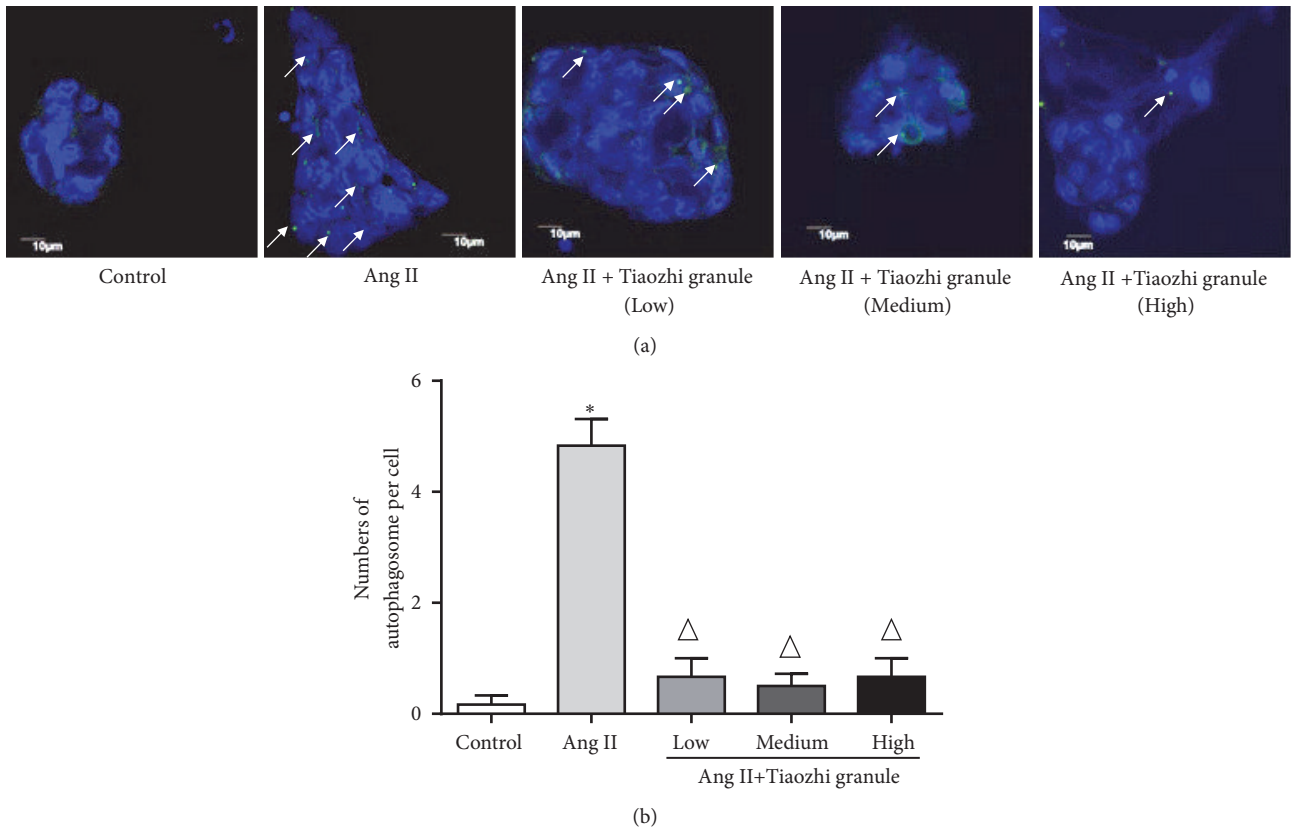 10μm
10μm
10μm
10μm
10μm
Control
Ang II
Ang II + Tiaozhi granule
(Low)
Ang II + Tiaozhi granule
(Medium)
Ang II +Tiaozhi granule
(High)
(a)
Numbers of
autophagosome per cell
6
4
2
0
*
△
△
△
Control
Ang II
Low
Medium
High
Ang II+Tiaozhi granule
(b)